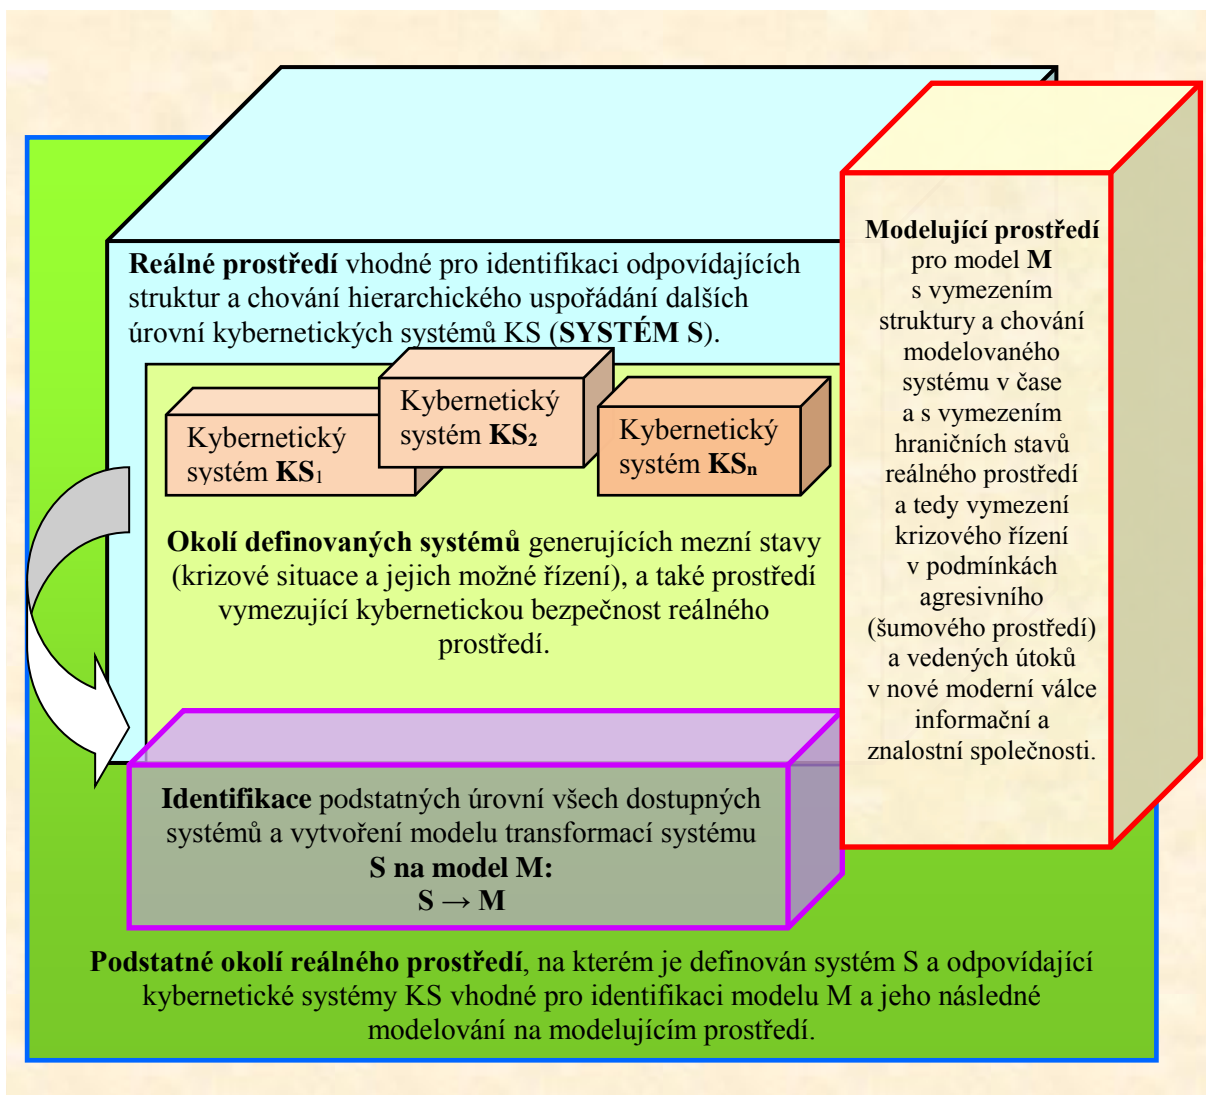 Reálné prostředí vhodné pro identifikaci odpovídajících
struktur a chování hierarchického uspořádání dalších
úrovní kybernetických systémů KS (SYSTÉM S).
Kybernetický
systém KS₁
Kybernetický
systém KS₂
Kybernetický
systém KSₙ
Okolí definovaných systémů generujících mezní stavy
(krizové situace a jejich možné řízení), a také prostředí
vymezující kybernetickou bezpečnost reálného
prostředí.
Modelující prostředí
pro model M
s vymezením
struktury a chování
modelovaného
systému v čase
a s vymezením
hraničních stavů
reálného prostředí
a tedy vymezení
krizového řízení
v podmínkách
agresivního
(šumového prostředí)
a vedených útoků
v nové moderní válce
informační a
znalostní společnosti.
Identifikace podstatných úrovní všech dostupných
systémů a vytvoření modelu transformací systému
S na model M:
S → M
Podstatné okolí reálného prostředí, na kterém je definován systém S a odpovídající
kybernetické systémy KS vhodné pro identifikaci modelu M a jeho následné
modelování na modelujícím prostředí.